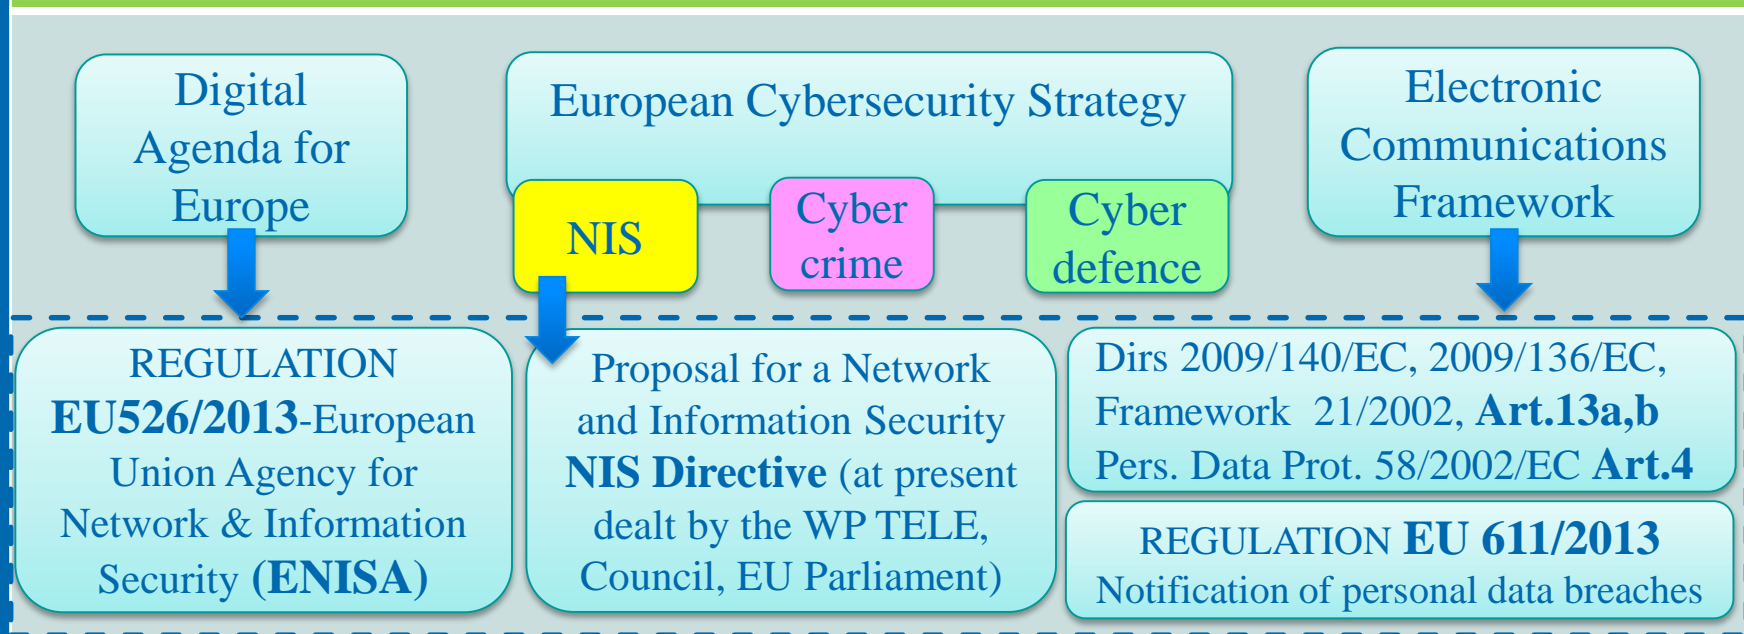 Digital
Agenda for
Europe
European Cybersecurity Strategy
NIS
Cyber
crime
Cyber
defence
Electronic
Communications
Framework
REGULATION
EU526/2013-European
Union Agency for
Network & Information
Security (ENISA)
Proposal for a Network
and Information Security
NIS Directive (at present
dealt by the WP TELE,
Council, EU Parliament)
Dirs 2009/140/EC, 2009/136/EC,
Framework 21/2002, Art.13a,b
Pers. Data Prot. 58/2002/EC Art.4
REGULATION EU 611/2013
Notification of personal data breaches